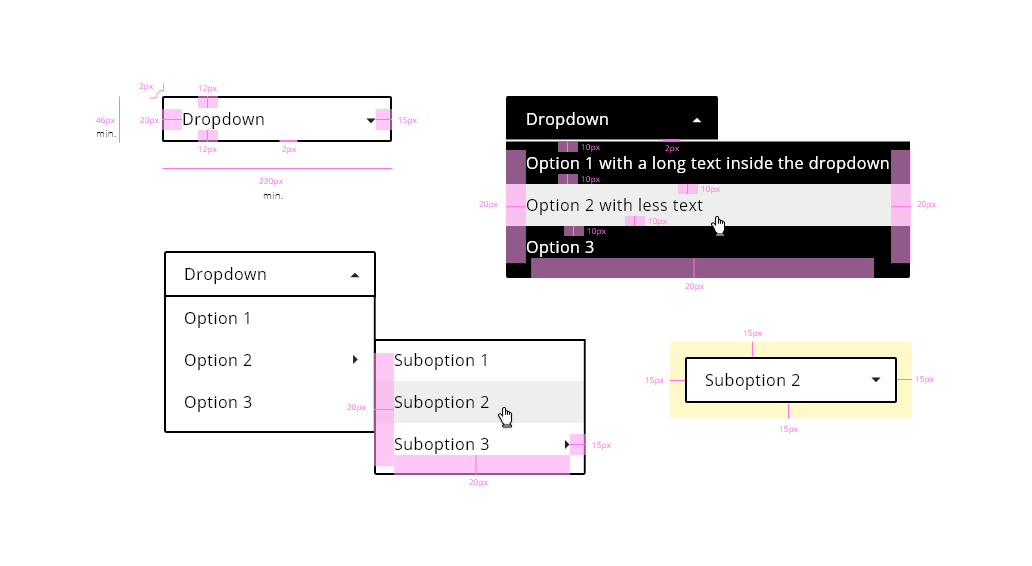 2px
12px
46px
min.
20px
Dropdown
15px
12px
2px
230px
min.
Dropdown
10px
2px
Option 1 with a long text inside the dropdown
10px
10px
20px
Option 2 with less text
20px
10px
10px
Option 3
20px
Dropdown
Option 1
Option 2
Option 3
Suboption 1
20px
Suboption 2
Suboption 3
15px
20px
15px
15px
Suboption 2
15px
15px